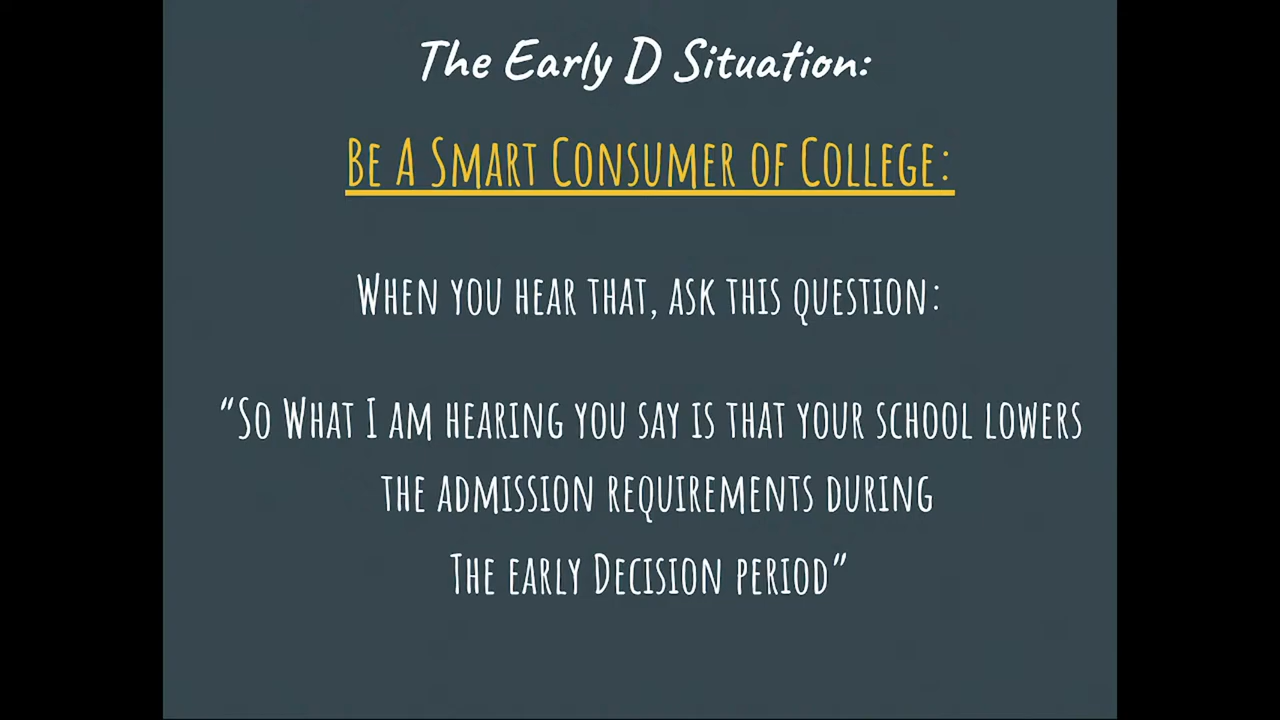 The Early D Situation:
Be A Smart Consumer of College:
When you hear that, ask this question:
“So What I am hearing you say is that your school lowers
the admission requirements during
The early Decision period”